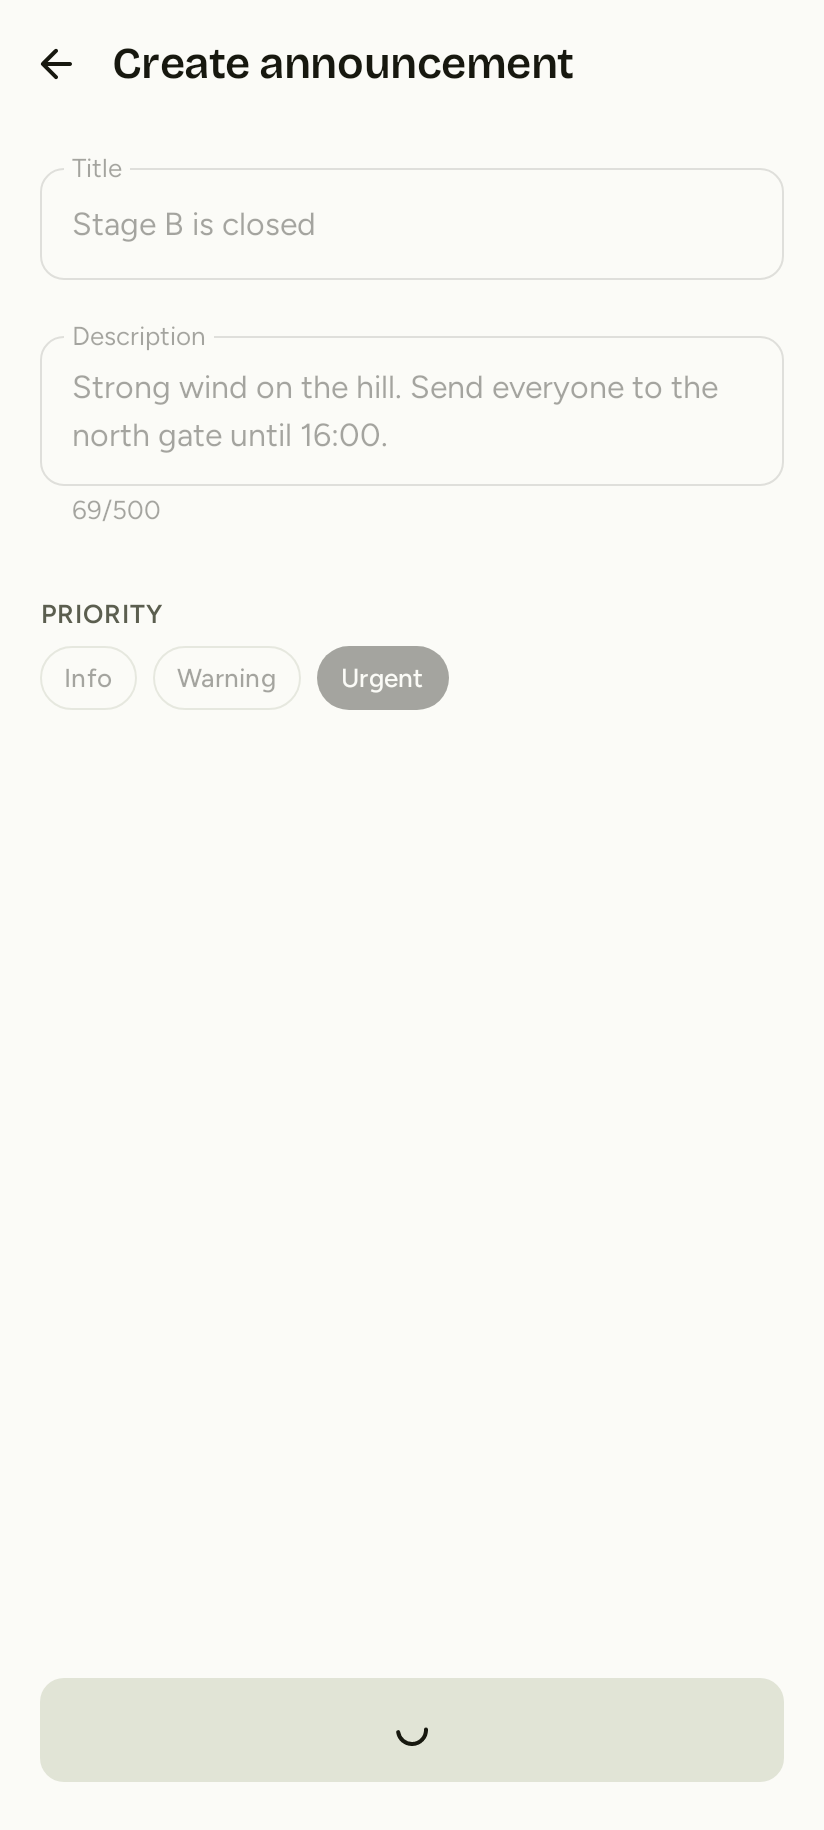 Create announcement
Title
Stage B is closed
Description
Strong wind on the hill. Send everyone to the
north gate until 16:00.
69/500
PRIORITY
Info
Warning
Urgent